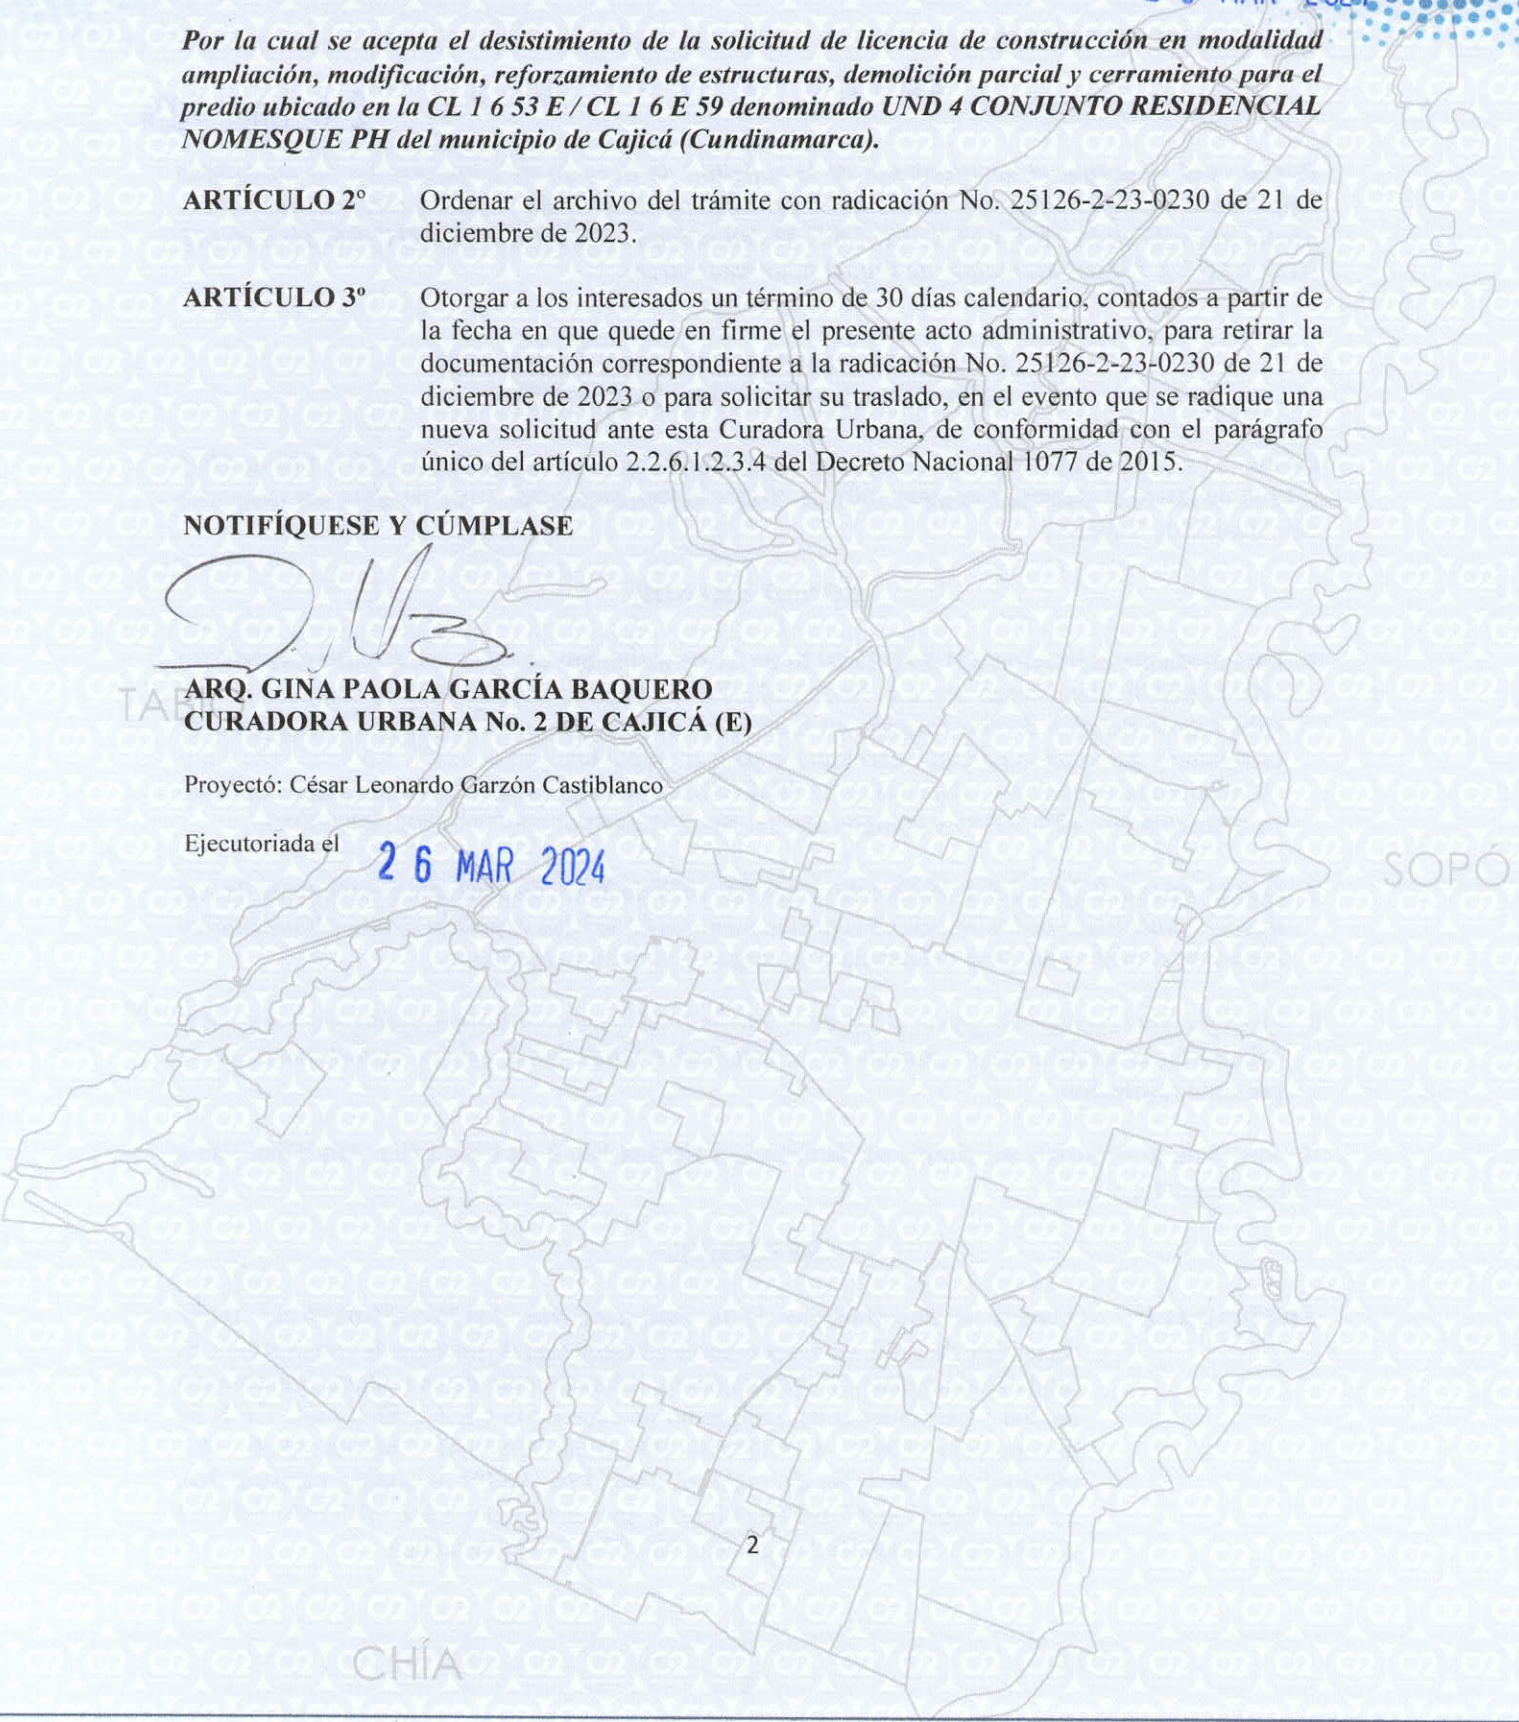 Por la cual se acepta el desistimiento de la solicitud de licencia de construcción en modalidad
ampliación, modificación, reforzamiento de estructuras, demolición parcial y cerramiento para el
predio ubicado en la CL 1 6 53 E / CL 1 6 E 59 denominado UND 4 CONJUNTO RESIDENCIAL
NOMESQUE PH del municipio de Cajicá (Cundinamarca).
ARTÍCULO 2º Ordenar el archivo del trámite con radicación No. 25126-2-23-0230 de 21 de
diciembre de 2023.
ARTÍCULO 3º Otorgar a los interesados un término de 30 días calendario, contados a partir de
la fecha en que quede en firme el presente acto administrativo, para retirar la
documentación correspondiente a la radicación No. 25126-2-23-0230 de 21 de
diciembre de 2023 o para solicitar su traslado, en el evento que se radique una
nueva solicitud ante esta Curadora Urbana, de conformidad con el parágrafo
único del artículo 2.2.6.1.2.3.4 del Decreto Nacional 1077 de 2015.
NOTIFÍQUESE Y CÚMPLASE
ARQ. GINA PAOLA GARCÍA BAQUERO
CURADORA URBANA No. 2 DE CAJICÁ (E)
Proyectó: César Leonardo Garzón Castiblanco
Ejecutoriada el 26 MAR 2024
SOPÓ
2
CHÍA